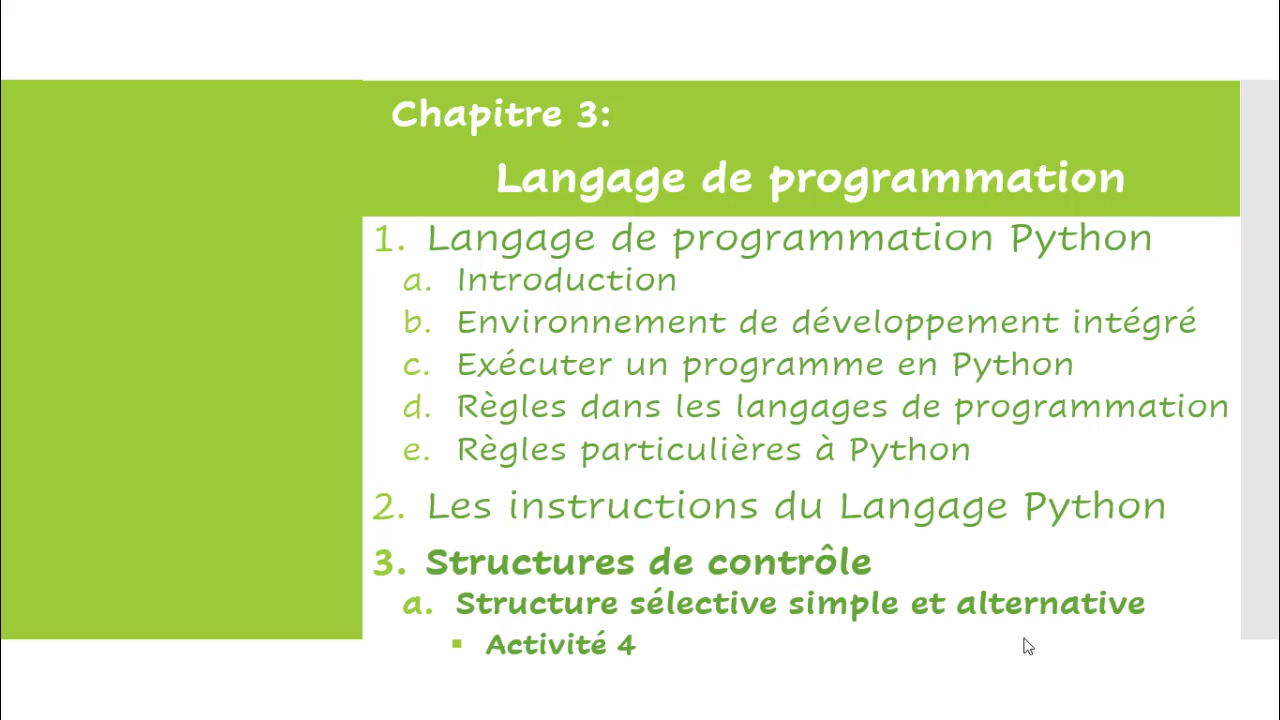 Chapitre 3:
Langage de programmation
1. Langage de programmation Python
a. Introduction
b. Environnement de développement intégré
c. Exécuter un programme en Python
d. Règles dans les langages de programmation
e. Règles particulières à Python
2. Les instructions du Langage Python
3. Structures de contrôle
a. Structure sélective simple et alternative
▪ Activité 4